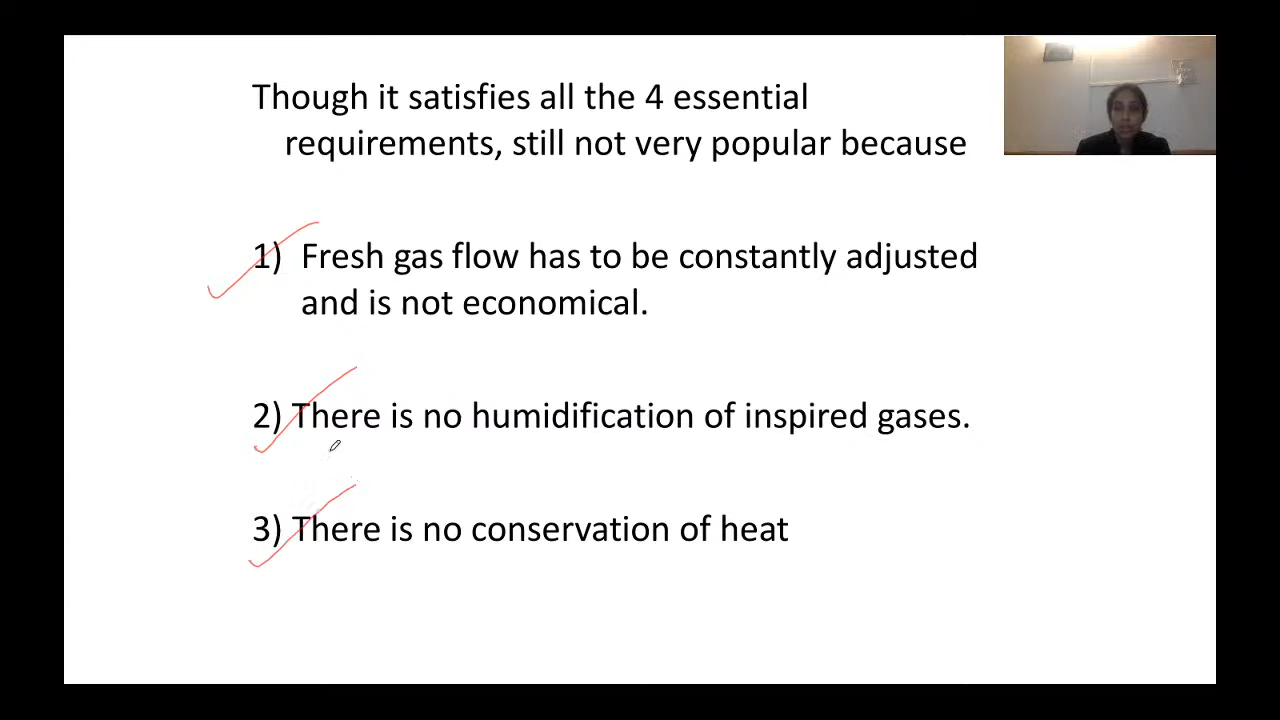 Though it satisfies all the 4 essential
requirements, still not very popular because
1) Fresh gas flow has to be constantly adjusted
and is not economical.
2) There is no humidification of inspired gases.
3) There is no conservation of heat